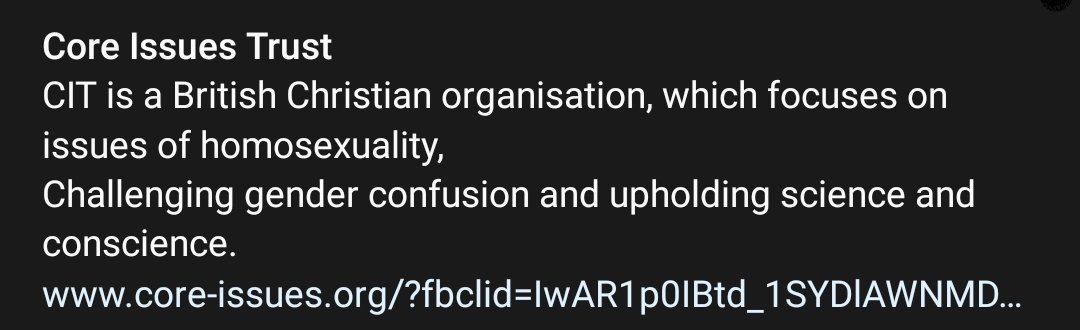 Core Issues Trust
CIT is a British Christian organisation, which focuses on
issues of homosexuality,
Challenging gender confusion and upholding science and
conscience.
www.core-issues.org/?fbclid=IwAR1p0IBtd_1SYDlAWNMD...